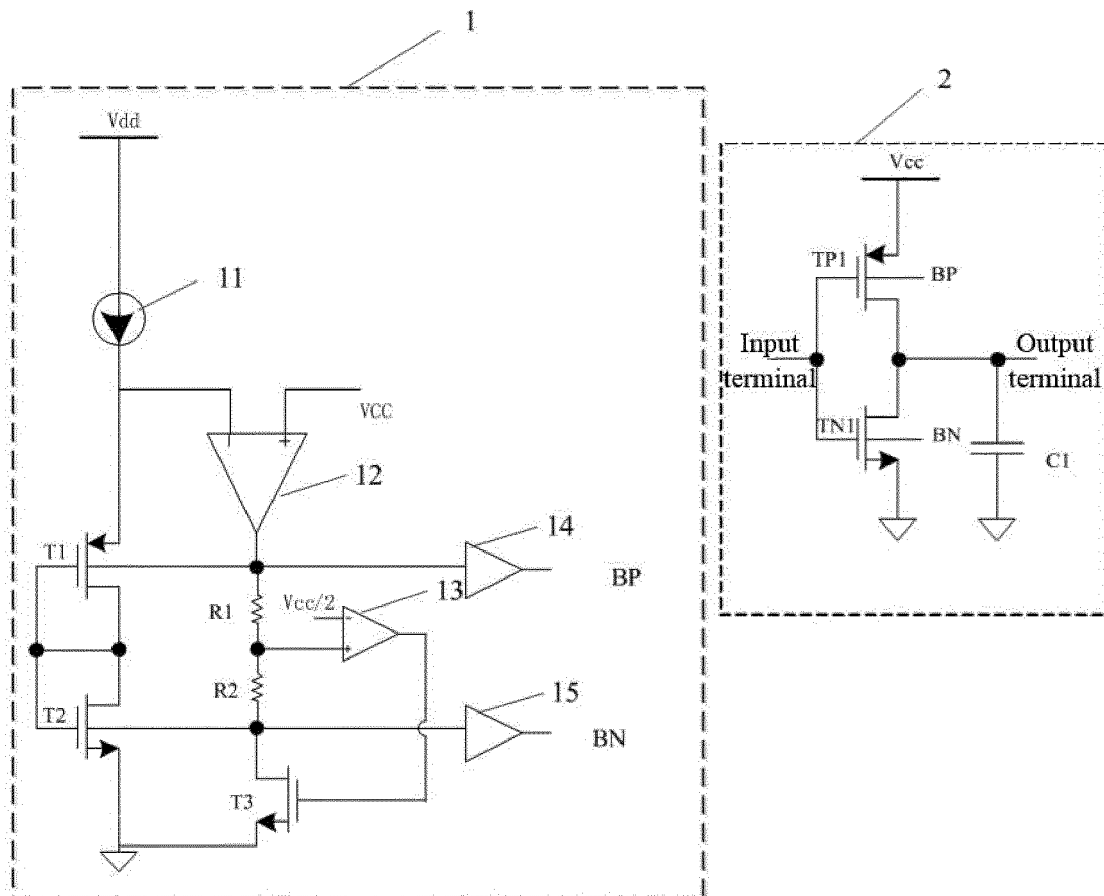 1
2
Vdd
Vcc
11
TP1
BP
Input
terminal
Output
terminal
VCC
TN1
BN
C1
12
14
T1
BP
R1
Vcc/2
13
-
+
R2
15
T2
BN
T3